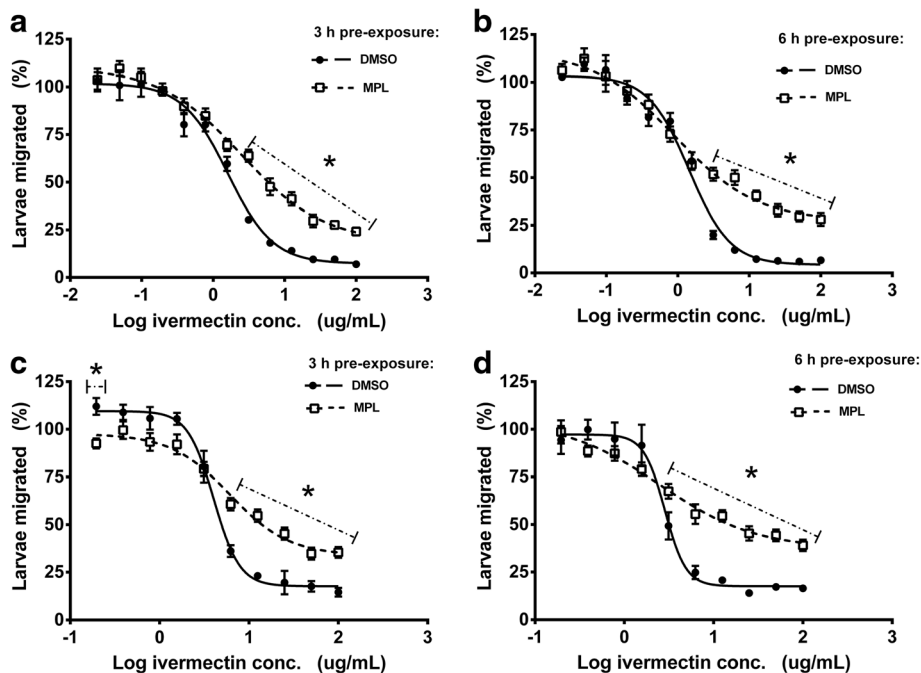 a
3 h pre-exposure:
DMSO
MPL
Larvae migrated (%)
125
100
75
50
25
0
*
-2 -1 0 1 2 3
Log ivermectin conc. (ug/mL)
b
6 h pre-exposure:
DMSO
MPL
Larvae migrated (%)
125
100
75
50
25
0
*
-2 -1 0 1 2 3
Log ivermectin conc. (ug/mL)
c
3 h pre-exposure:
DMSO
MPL
Larvae migrated (%)
125
100
75
50
25
0
*
*
-1 0 1 2 3
Log ivermectin conc. (ug/mL)
d
6 h pre-exposure:
DMSO
MPL
Larvae migrated (%)
125
100
75
50
25
0
*
-1 0 1 2 3
Log ivermectin conc. (ug/mL)